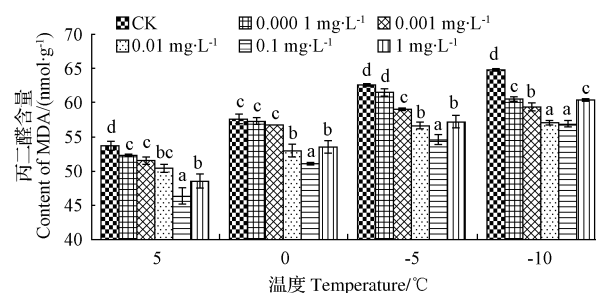 CK 0.000 1 mg·L⁻¹ 0.001 mg·L⁻¹
0.01 mg·L⁻¹ 0.1 mg·L⁻¹ 1 mg·L⁻¹
丙二醛含量
Content of MDA/(nmol·g⁻¹)
70
65
60
55
50
45
40
d c c bc a b
c c c b a b
d d c b a b
d c b a a c
5 0 -5 -10
温度 Temperature/℃